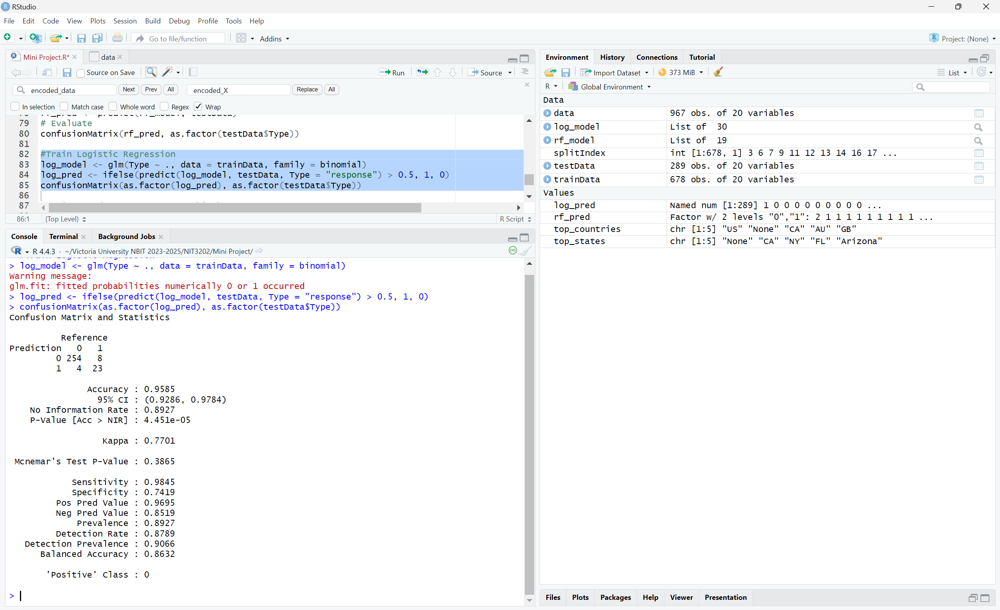 RStudio
File Edit Code View Plots Session Build Debug Profile Tools Help
Go to file/function Addins Project: (None)
Mini Project.R* data
Source on Save Run Source
encoded_data Next Prev All encoded_X Replace All
In selection Match case Whole word Regex Wrap
79 # Evaluate
80 confusionMatrix(rf_pred, as.factor(testData$Type))
81
82 #Train Logistic Regression
83 log_model <- glm(Type ~ ., data = trainData, family = binomial)
84 log_pred <- ifelse(predict(log_model, testData, Type = "response") > 0.5, 1, 0)
85 confusionMatrix(as.factor(log_pred), as.factor(testData$Type))
86
87
86:1 (Top Level) R Script
Console Terminal Background Jobs
R 4.4.3 · ~/Victoria University NBIT 2023-2025/NIT3202/Mini Project/
> log_model <- glm(Type ~ ., data = trainData, family = binomial)
Warning message:
glm.fit: fitted probabilities numerically 0 or 1 occurred
> log_pred <- ifelse(predict(log_model, testData, Type = "response") > 0.5, 1, 0)
> confusionMatrix(as.factor(log_pred), as.factor(testData$Type))
Confusion Matrix and Statistics
Reference
Prediction 0 1
0 254 8
1 4 23
Accuracy : 0.9585
95% CI : (0.9286, 0.9784)
No Information Rate : 0.8927
P-Value [Acc > NIR] : 4.451e-05
Kappa : 0.7701
Mcnemar's Test P-Value : 0.3865
Sensitivity : 0.9845
Specificity : 0.7419
Pos Pred Value : 0.9695
Neg Pred Value : 0.8519
Prevalence : 0.8927
Detection Rate : 0.8789
Detection Prevalence : 0.9066
Balanced Accuracy : 0.8632
'Positive' Class : 0
>
Environment History Connections Tutorial
Import Dataset 373 MiB List
R Global Environment
Data
data 967 obs. of 20 variables
log_model List of 30
rf_model List of 19
splitIndex int [1:678, 1] 3 6 7 9 11 12 13 14 16 17 ...
testData 289 obs. of 20 variables
trainData 678 obs. of 20 variables
Values
log_pred Named num [1:289] 1 0 0 0 0 0 0 0 0 0 ...
rf_pred Factor w/ 2 levels "0","1": 2 1 1 1 1 1 1 1 1 1 ...
top_countries chr [1:5] "US" "None" "CA" "AU" "GB"
top_states chr [1:5] "None" "CA" "NY" "FL" "Arizona"
Files Plots Packages Help Viewer Presentation